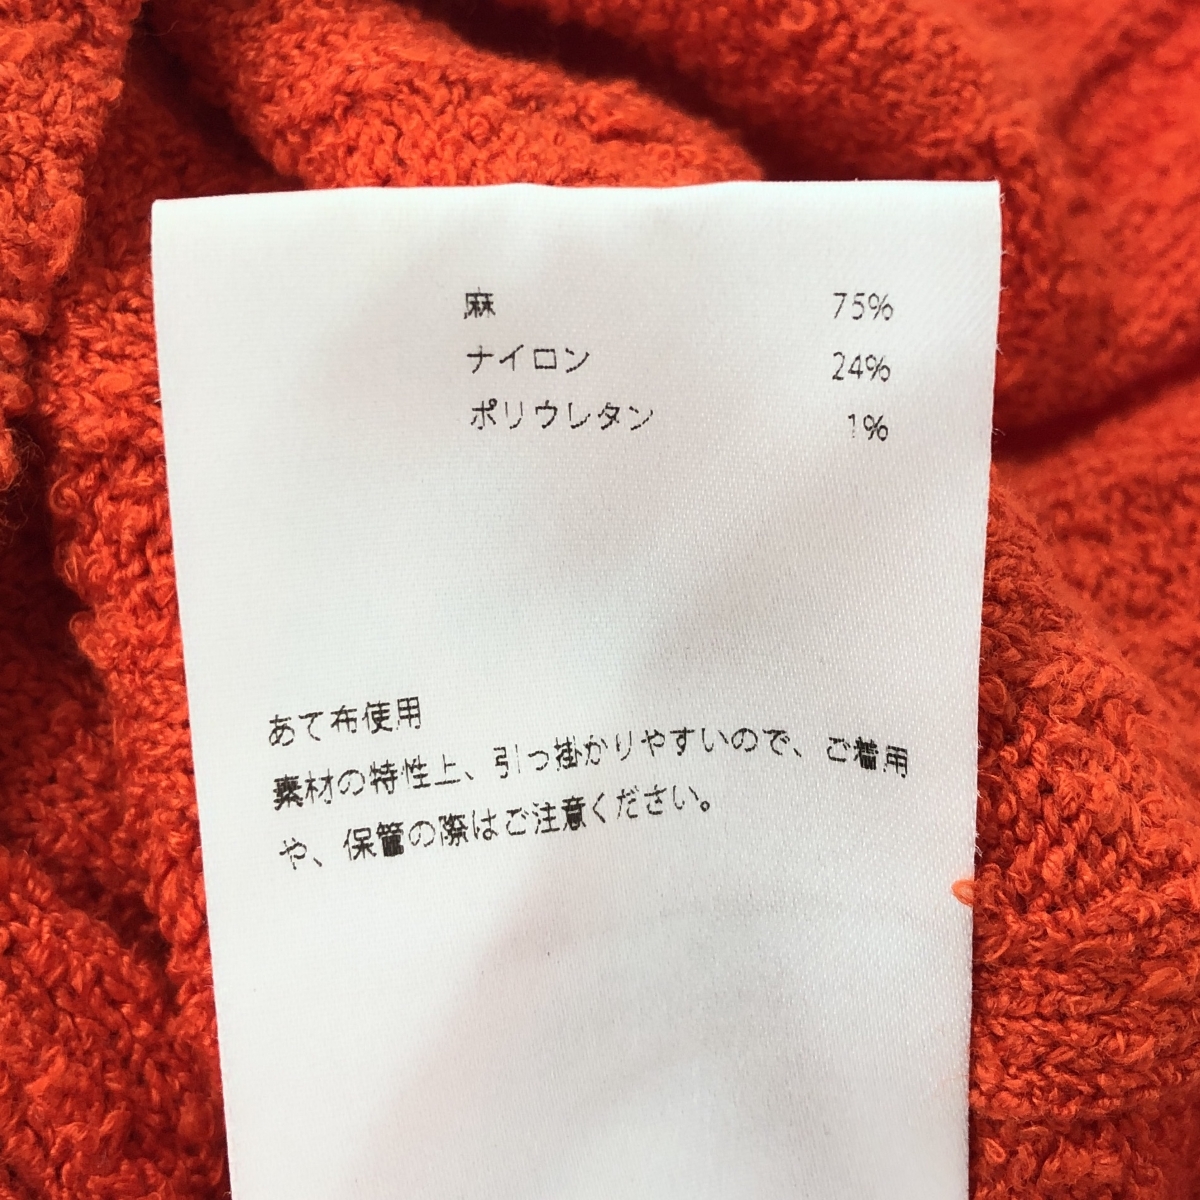 麻 75%
ナイロン 24%
ポリウレタン 1%
あて布使用
素材の特性上、引っ掛かりやすいので、ご着用
や、保管の際はご注意ください。